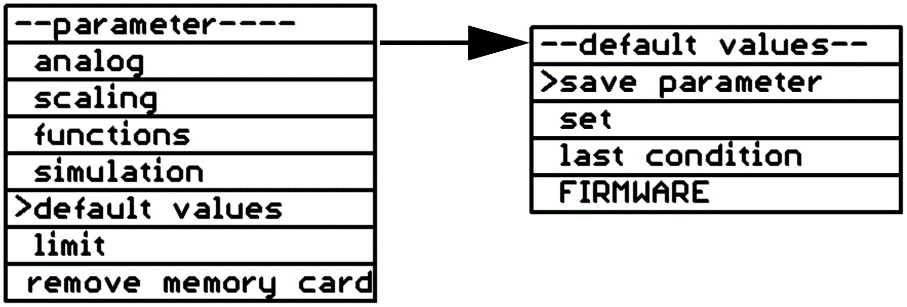 --parameter----
analog
scaling
functions
simulation
>default values
limit
remove memory card
--default values--
>save parameter
set
last condition
FIRMWARE